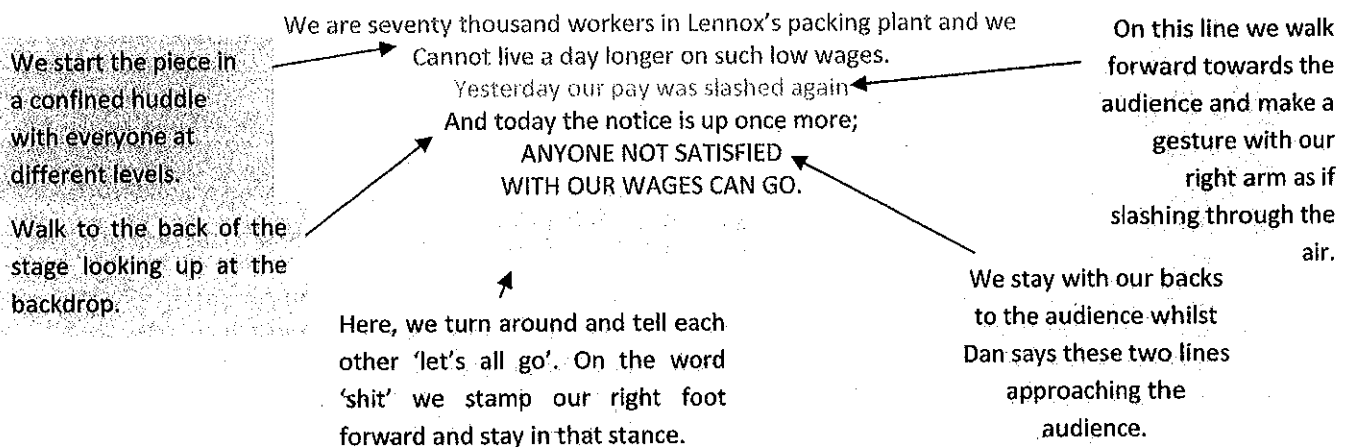 We are seventy thousand workers in Lennox's packing plant and we
Cannot live a day longer on such low wages.
Yesterday our pay was slashed again
And today the notice is up once more;
ANYONE NOT SATISFIED
WITH OUR WAGES CAN GO.
We start the piece in
a confined huddle
with everyone at
different levels.
Walk to the back of the
stage looking up at the
backdrop.
Here, we turn around and tell each
other 'let's all go'. On the word
'shit' we stamp our right foot
forward and stay in that stance.
On this line we walk
forward towards the
audience and make a
gesture with our
right arm as if
slashing through the
air.
We stay with our backs
to the audience whilst
Dan says these two lines
approaching the
audience.